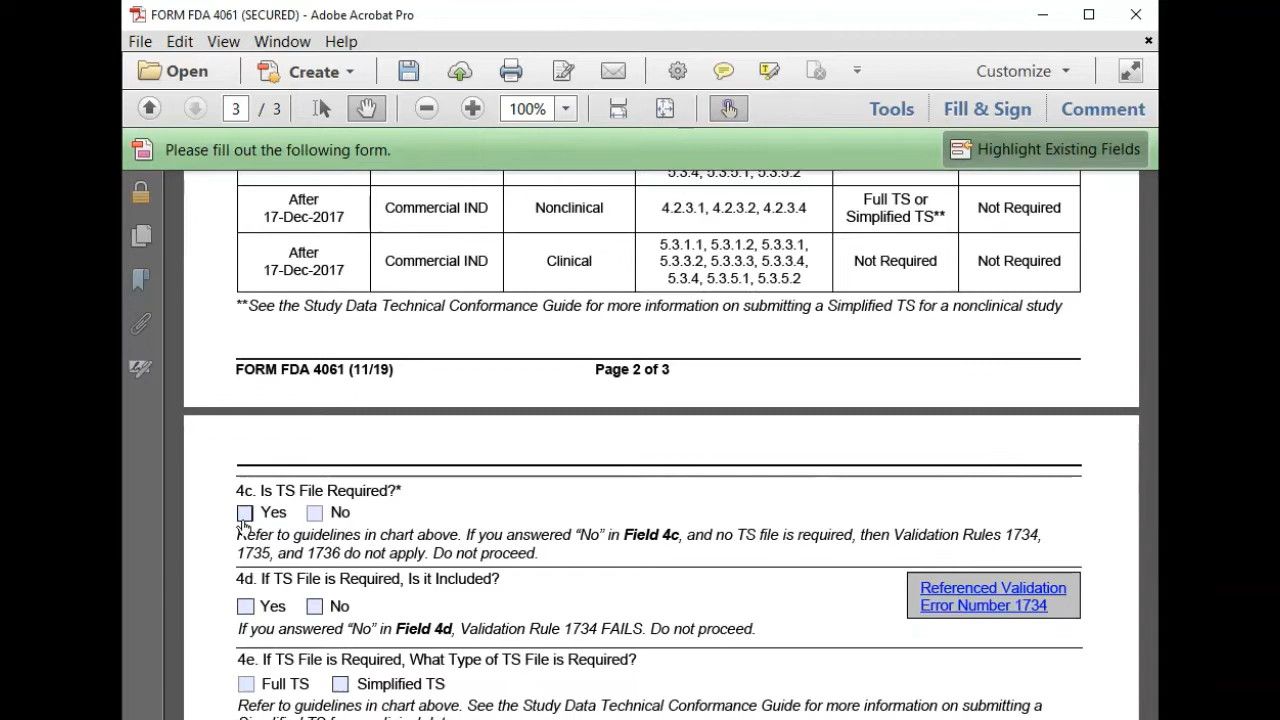 FORM FDA 4061 (SECURED) - Adobe Acrobat Pro
File Edit View Window Help
Open Create Customize
3 / 3 100% Tools Fill & Sign Comment
Please fill out the following form. Highlight Existing Fields
5.3.4, 5.3.5.1, 5.3.5.2
After
17-Dec-2017
Commercial IND
Nonclinical
4.2.3.1, 4.2.3.2, 4.2.3.4
Full TS or
Simplified TS**
Not Required
After
17-Dec-2017
Commercial IND
Clinical
5.3.1.1, 5.3.1.2, 5.3.3.1,
5.3.3.2, 5.3.3.3, 5.3.3.4,
5.3.4, 5.3.5.1, 5.3.5.2
Not Required
Not Required
**See the Study Data Technical Conformance Guide for more information on submitting a Simplified TS for a nonclinical study
FORM FDA 4061 (11/19) Page 2 of 3
4c. Is TS File Required?*
Yes No
Refer to guidelines in chart above. If you answered “No” in Field 4c, and no TS file is required, then Validation Rules 1734,
1735, and 1736 do not apply. Do not proceed.
4d. If TS File is Required, Is it Included?
Yes No
Referenced Validation
Error Number 1734
If you answered “No” in Field 4d, Validation Rule 1734 FAILS. Do not proceed.
4e. If TS File is Required, What Type of TS File is Required?
Full TS Simplified TS
Refer to guidelines in chart above. See the Study Data Technical Conformance Guide for more information on submitting a